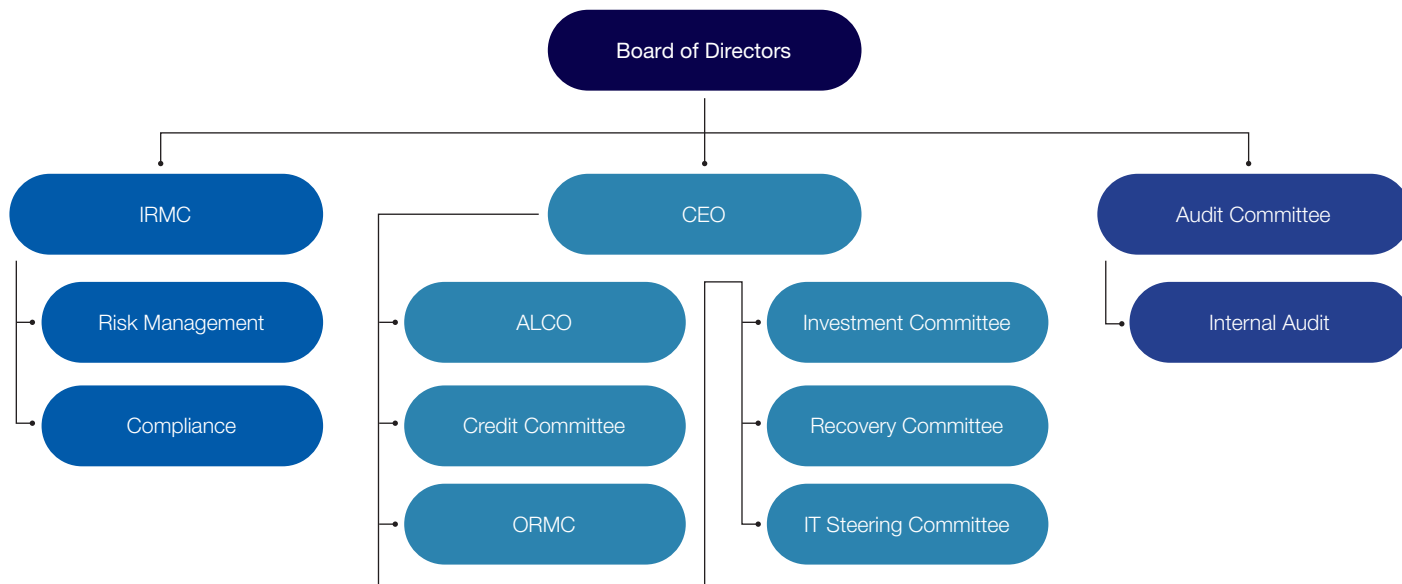 Board of Directors
IRMC
CEO
Audit Committee
Risk Management
ALCO
Investment Committee
Internal Audit
Compliance
Credit Committee
Recovery Committee
ORMC
IT Steering Committee